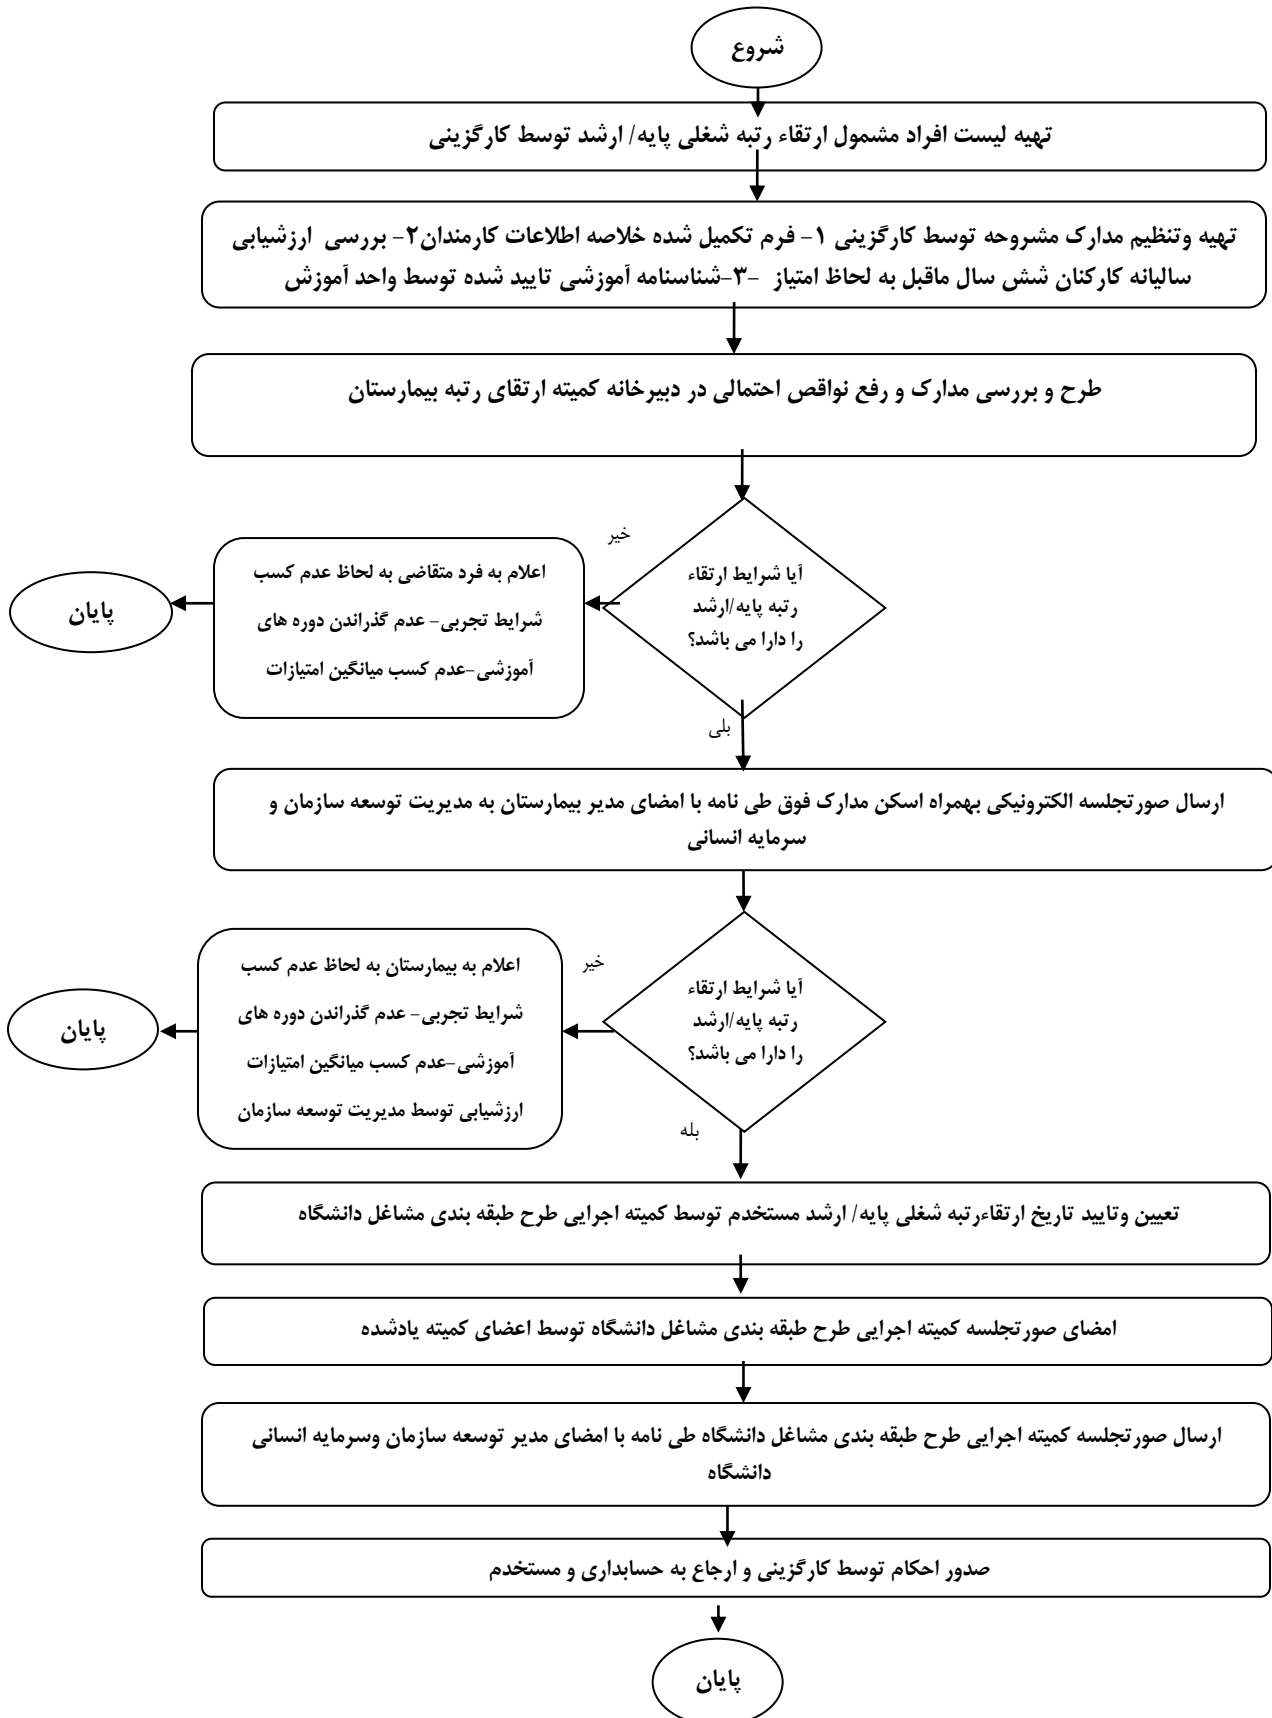 شروع
تهیه لیست افراد مشمول ارتقاء رتبه شغلی پایه/ ارشد توسط کارگزینی
تهیه وتنظیم مدارک مشروحه توسط کارگزینی ۱- فرم تکمیل شده خلاصه اطلاعات کارمندان۲- بررسی ارزشیابی
سالیانه کارکنان شش سال ماقبل به لحاظ امتیاز -۳-شناسنامه آموزشی تایید شده توسط واحد آموزش
طرح و بررسی مدارک و رفع نواقص احتمالی در دبیرخانه کمیته ارتقای رتبه بیمارستان
آیا شرایط ارتقاء
رتبه پایه/ارشد
را دارا می باشد؟
خیر
اعلام به فرد متقاضی به لحاظ عدم کسب
شرایط تجربی- عدم گذراندن دوره های
آموزشی-عدم کسب میانگین امتیازات
پایان
بلی
ارسال صورتجلسه الکترونیکی بهمراه اسکن مدارک فوق طی نامه با امضای مدیر بیمارستان به مدیریت توسعه سازمان و
سرمایه انسانی
آیا شرایط ارتقاء
رتبه پایه/ارشد
را دارا می باشد؟
خیر
اعلام به بیمارستان به لحاظ عدم کسب
شرایط تجربی- عدم گذراندن دوره های
آموزشی-عدم کسب میانگین امتیازات
ارزشیابی توسط مدیریت توسعه سازمان
پایان
بله
تعیین وتایید تاریخ ارتقاءرتبه شغلی پایه/ ارشد مستخدم توسط کمیته اجرایی طرح طبقه بندی مشاغل دانشگاه
امضای صورتجلسه کمیته اجرایی طرح طبقه بندی مشاغل دانشگاه توسط اعضای کمیته یادشده
ارسال صورتجلسه کمیته اجرایی طرح طبقه بندی مشاغل دانشگاه طی نامه با امضای مدیر توسعه سازمان وسرمایه انسانی
دانشگاه
صدور احکام توسط کارگزینی و ارجاع به حسابداری و مستخدم
پایان